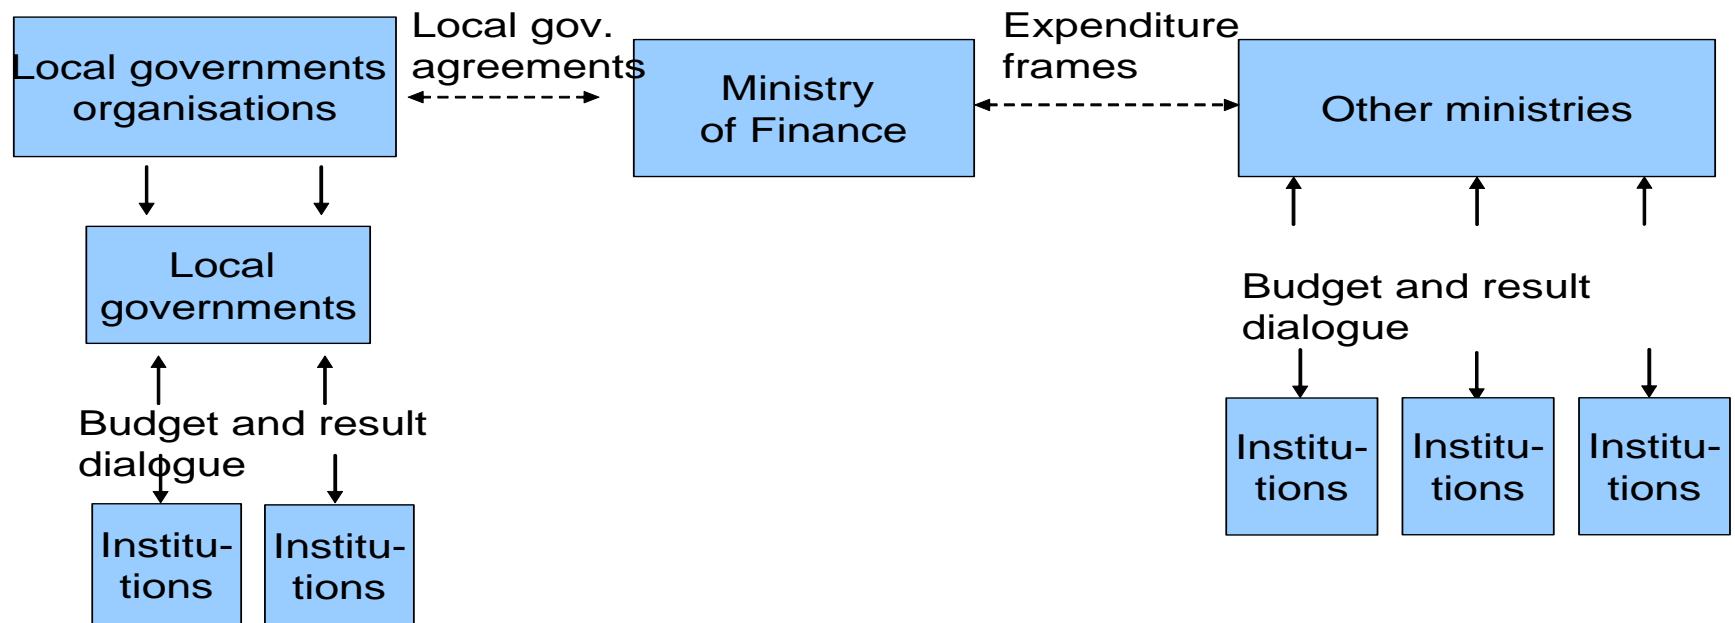 Local governments
organisations
Local gov.
agreements
Ministry
of Finance
Expenditure
frames
Other ministries
Local
governments
Budget and result
dialogue
Budget and result
dialogue
Institu-
tions
Institu-
tions
Institu-
tions
Institu-
tions
Institu-
tions